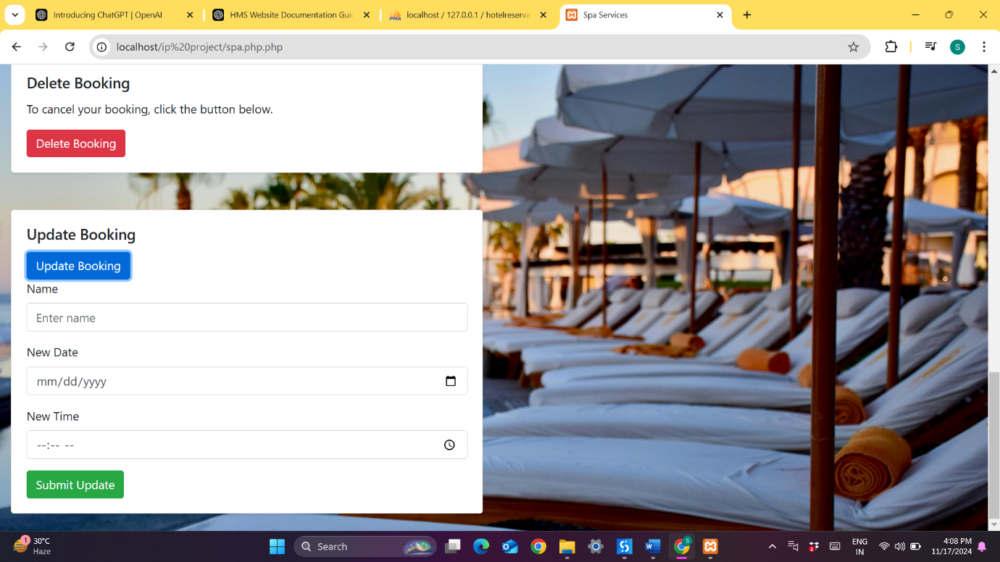 Introducing ChatGPT | OpenAI
HMS Website Documentation Gui
PMA
localhost / 127.0.0.1 / hotelreserva
Spa Services
localhost/ip%20project/spa.php.php
S
Delete Booking
To cancel your booking, click the button below.
Delete Booking
Update Booking
Update Booking
Name
Enter name
New Date
mm/dd/yyyy
New Time
--:-- --
Submit Update
1
30°C
Haze
Search
W
S
2
ENG
IN
4:08 PM
11/17/2024